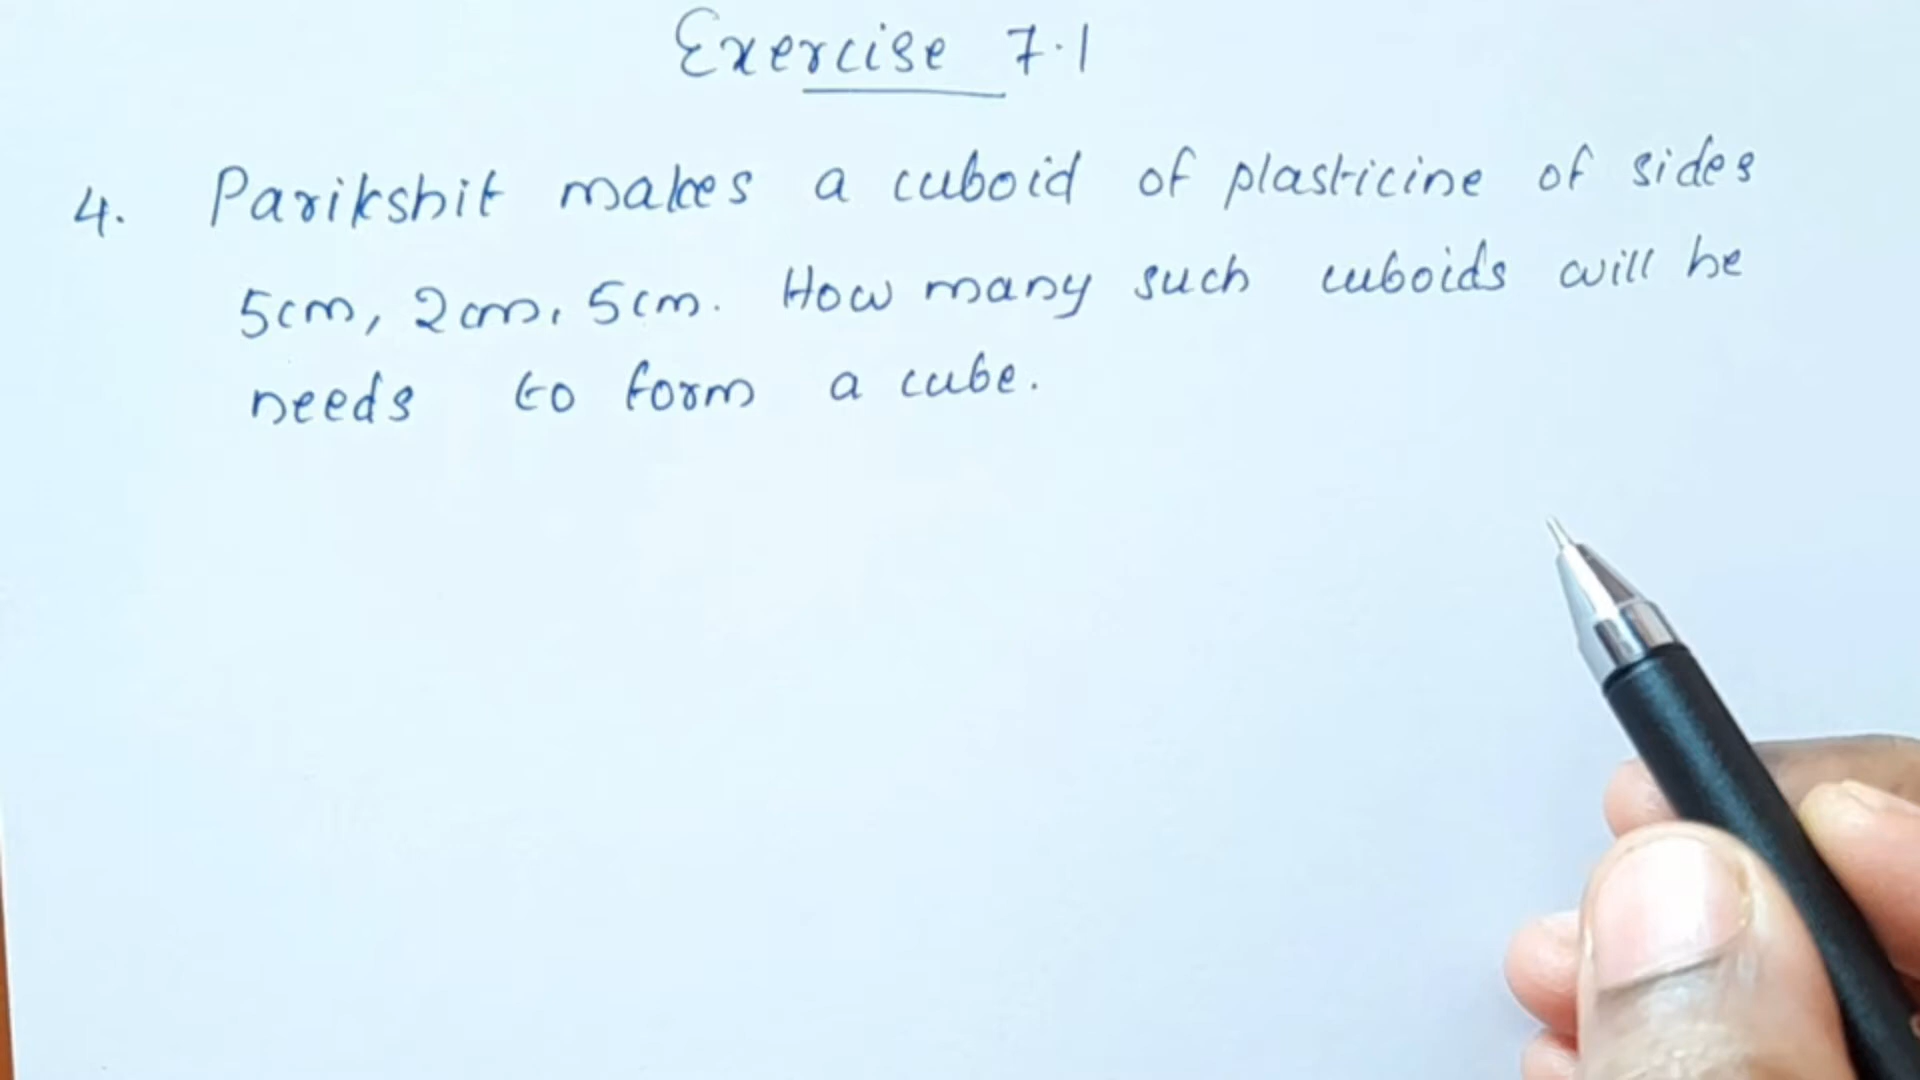 Exercise 7.1
4. Parikshit makes a cuboid of plasticine of sides
5cm, 2cm, 5cm. How many such cuboids will be
needs to form a cube.